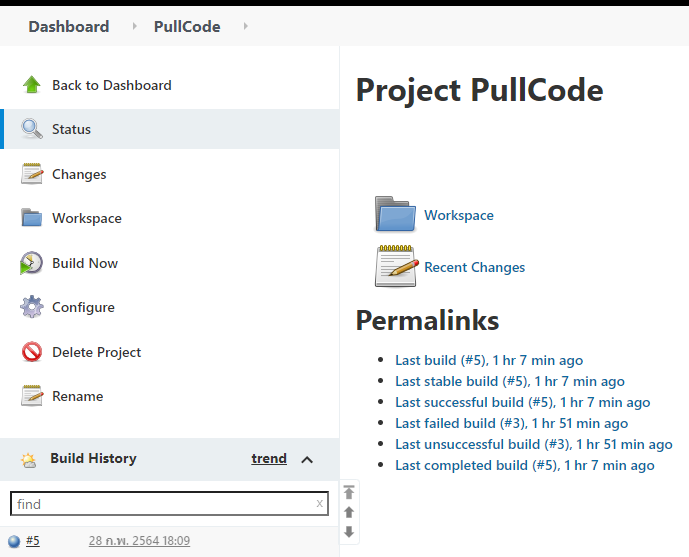 Dashboard PullCode
Back to Dashboard
Status
Changes
Workspace
Build Now
Configure
Delete Project
Rename
Build History trend
find x
#5 28 ก.พ. 2564 18:09
Project PullCode
Workspace
Recent Changes
Permalinks
Last build (#5), 1 hr 7 min ago
Last stable build (#5), 1 hr 7 min ago
Last successful build (#5), 1 hr 7 min ago
Last failed build (#3), 1 hr 51 min ago
Last unsuccessful build (#3), 1 hr 51 min ago
Last completed build (#5), 1 hr 7 min ago